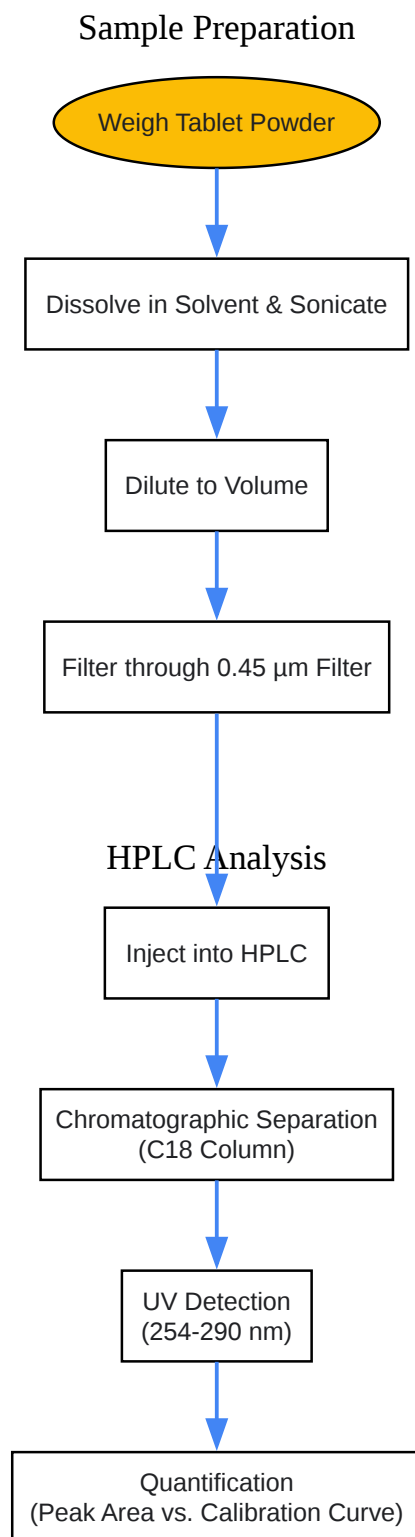 Sample Preparation
Weigh Tablet Powder
Dissolve in Solvent & Sonicate
Dilute to Volume
Filter through 0.45 µm Filter
HPLC Analysis
Inject into HPLC
Chromatographic Separation
(C18 Column)
UV Detection
(254-290 nm)
Quantification
(Peak Area vs. Calibration Curve)